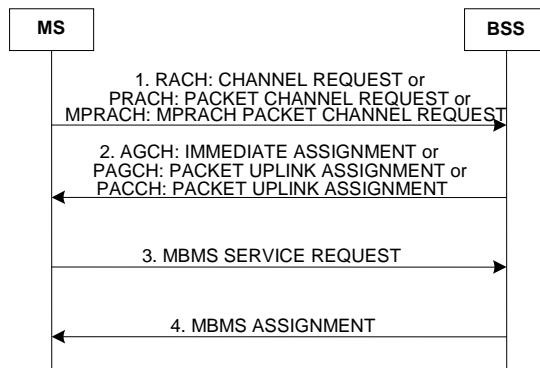 MS
BSS
1. RACH: CHANNEL REQUEST or
PRACH: PACKET CHANNEL REQUEST or
MPRACH: MPRACH PACKET CHANNEL REQUEST
2. AGCH: IMMEDIATE ASSIGNMENT or
PAGCH: PACKET UPLINK ASSIGNMENT or
PACCH: PACKET UPLINK ASSIGNMENT
3. MBMS SERVICE REQUEST
4. MBMS ASSIGNMENT